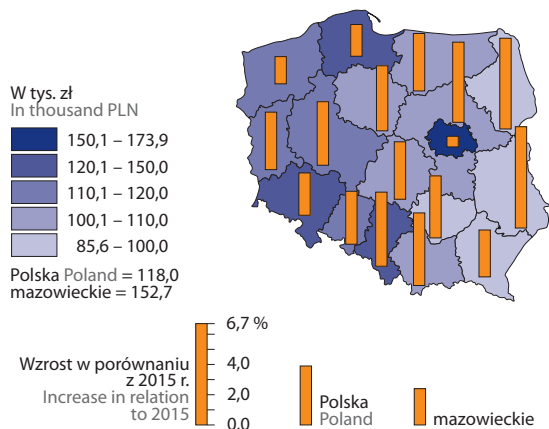 W tys. zł
In thousand PLN
150,1 – 173,9
120,1 – 150,0
110,1 – 120,0
100,1 – 110,0
85,6 – 100,0
Polska Poland = 118,0
mazowieckie = 152,7
6,7 %
4,0
2,0
0,0
Wzrost w porównaniu
z 2015 r.
Increase in relation
to 2015
Polska
Poland
mazowieckie